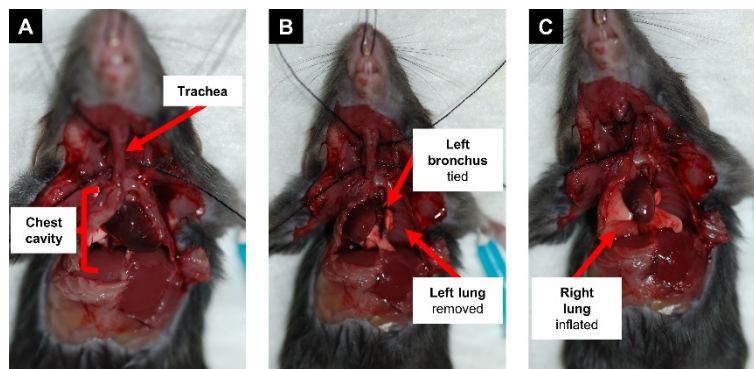 A
Trachea
Chest
cavity
B
Left
bronchus
tied
Left lung
removed
C
Right
lung
inflated